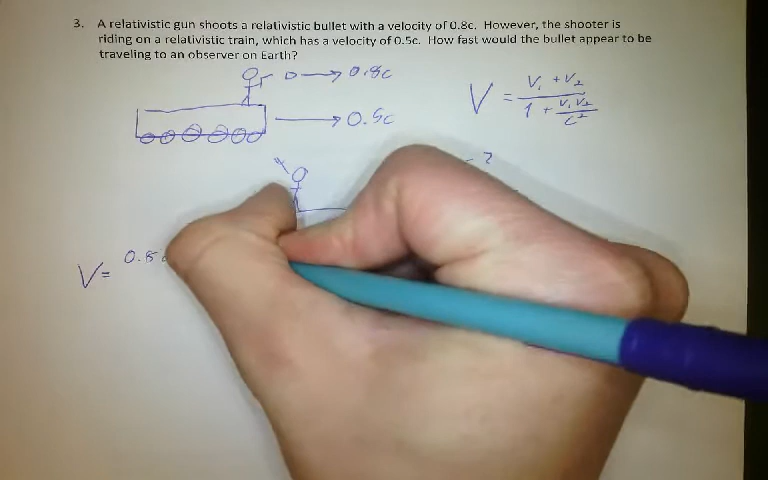 3. A relativistic gun shoots a relativistic bullet with a velocity of 0.8c. However, the shooter is
riding on a relativistic train, which has a velocity of 0.5c. How fast would the bullet appear to be
traveling to an observer on Earth?
0.8c
0.5c
V = V₁ + V₂ / 1 + V₁V₂ / c²
- ?
V = 0.8